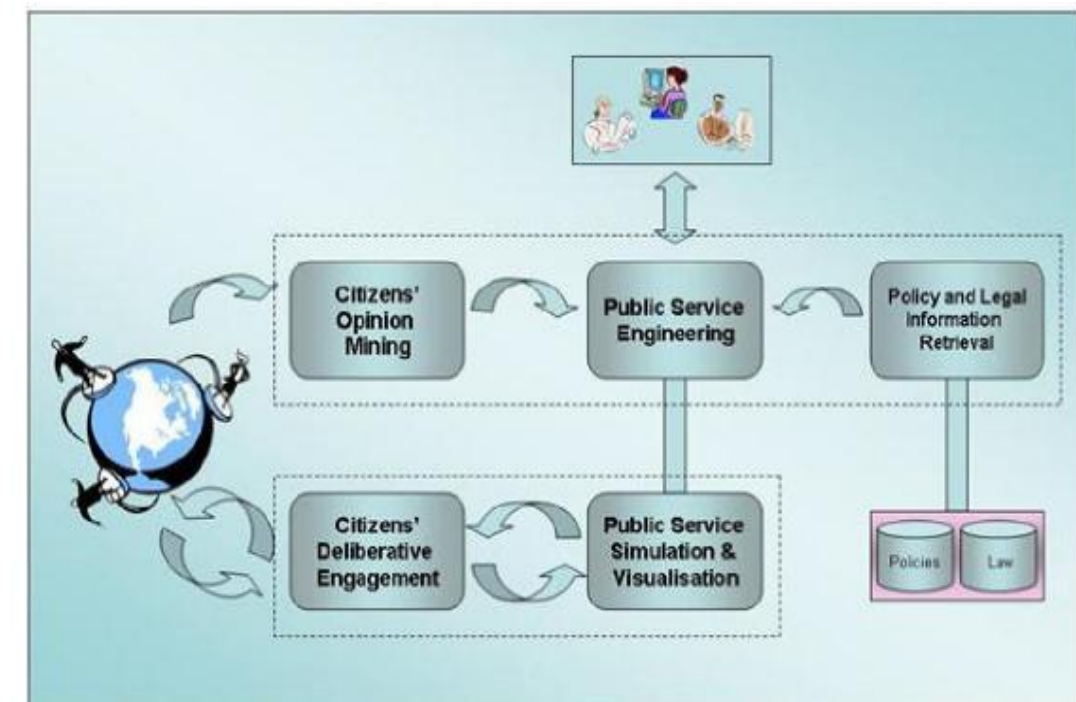 Citizens'
Opinion
Mining
Public Service
Engineering
Policy and Legal
Information
Retrieval
Citizens'
Deliberative
Engagement
Public Service
Simulation &
Visualisation
Policies
Law